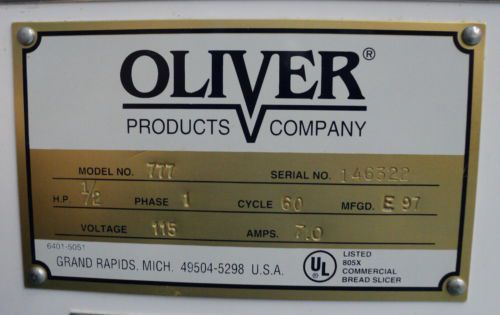 OLIVER®
PRODUCTS COMPANY
MODEL NO. 777 SERIAL NO. 146322
H.P 1/2 PHASE 1 CYCLE 60 MFGD. E 97
VOLTAGE 115 AMPS. 7.0
6401-5051
GRAND RAPIDS. MICH. 49504-5298 U.S.A.
UL LISTED
805X
COMMERCIAL
BREAD SLICER